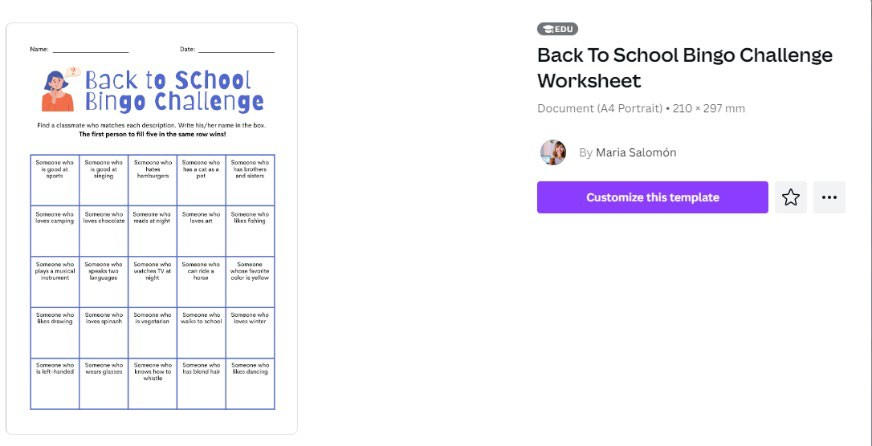 Name: Date:
?
Back to School
Bingo Challenge
Find a classmate who matches each description. Write his/her name in the box.
The first person to fill five in the same row wins!
Someone who is good at sports
Someone who is good at singing
Someone who hates hamburgers
Someone who has a cat as a pet
Someone who has brothers and sisters
Someone who loves camping
Someone who loves chocolate
Someone who reads at night
Someone who loves art
Someone who likes fishing
Someone who plays a musical instrument
Someone who speaks two languages
Someone who watches TV at night
Someone who can ride a horse
Someone whose favorite color is yellow
Someone who likes drawing
Someone who loves spinach
Someone who is vegetarian
Someone who walks to school
Someone who loves winter
Someone who is left-handed
Someone who wears glasses
Someone who knows how to whistle
Someone who has blond hair
Someone who likes dancing
EDU
Back To School Bingo Challenge
Worksheet
Document (A4 Portrait) • 210 × 297 mm
By Maria Salomón
Customize this template